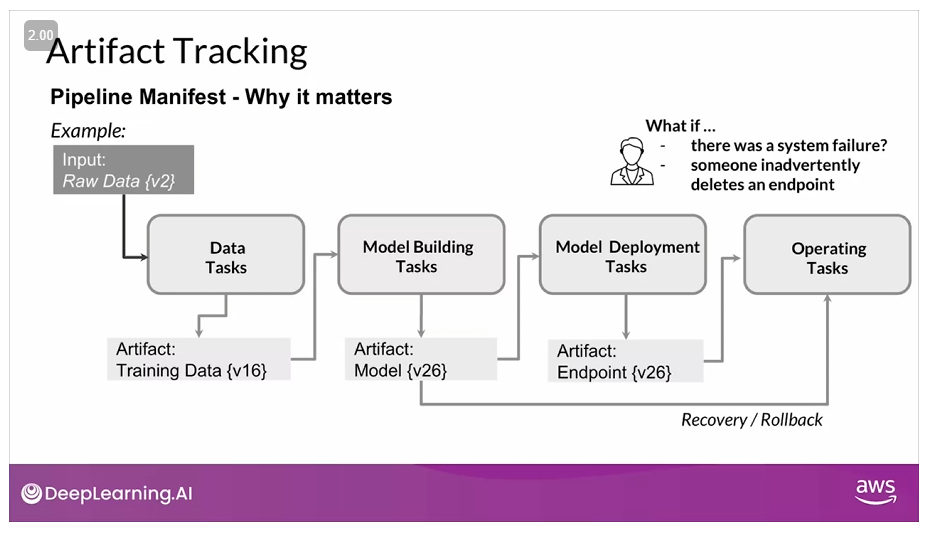 2.00
Artifact Tracking
Pipeline Manifest - Why it matters
Example:
Input:
Raw Data {v2}
What if ...
- there was a system failure?
- someone inadvertently
deletes an endpoint
Data
Tasks
Model Building
Tasks
Model Deployment
Tasks
Operating
Tasks
Artifact:
Training Data {v16}
Artifact:
Model {v26}
Artifact:
Endpoint {v26}
Recovery / Rollback
DeepLearning.AI
aws